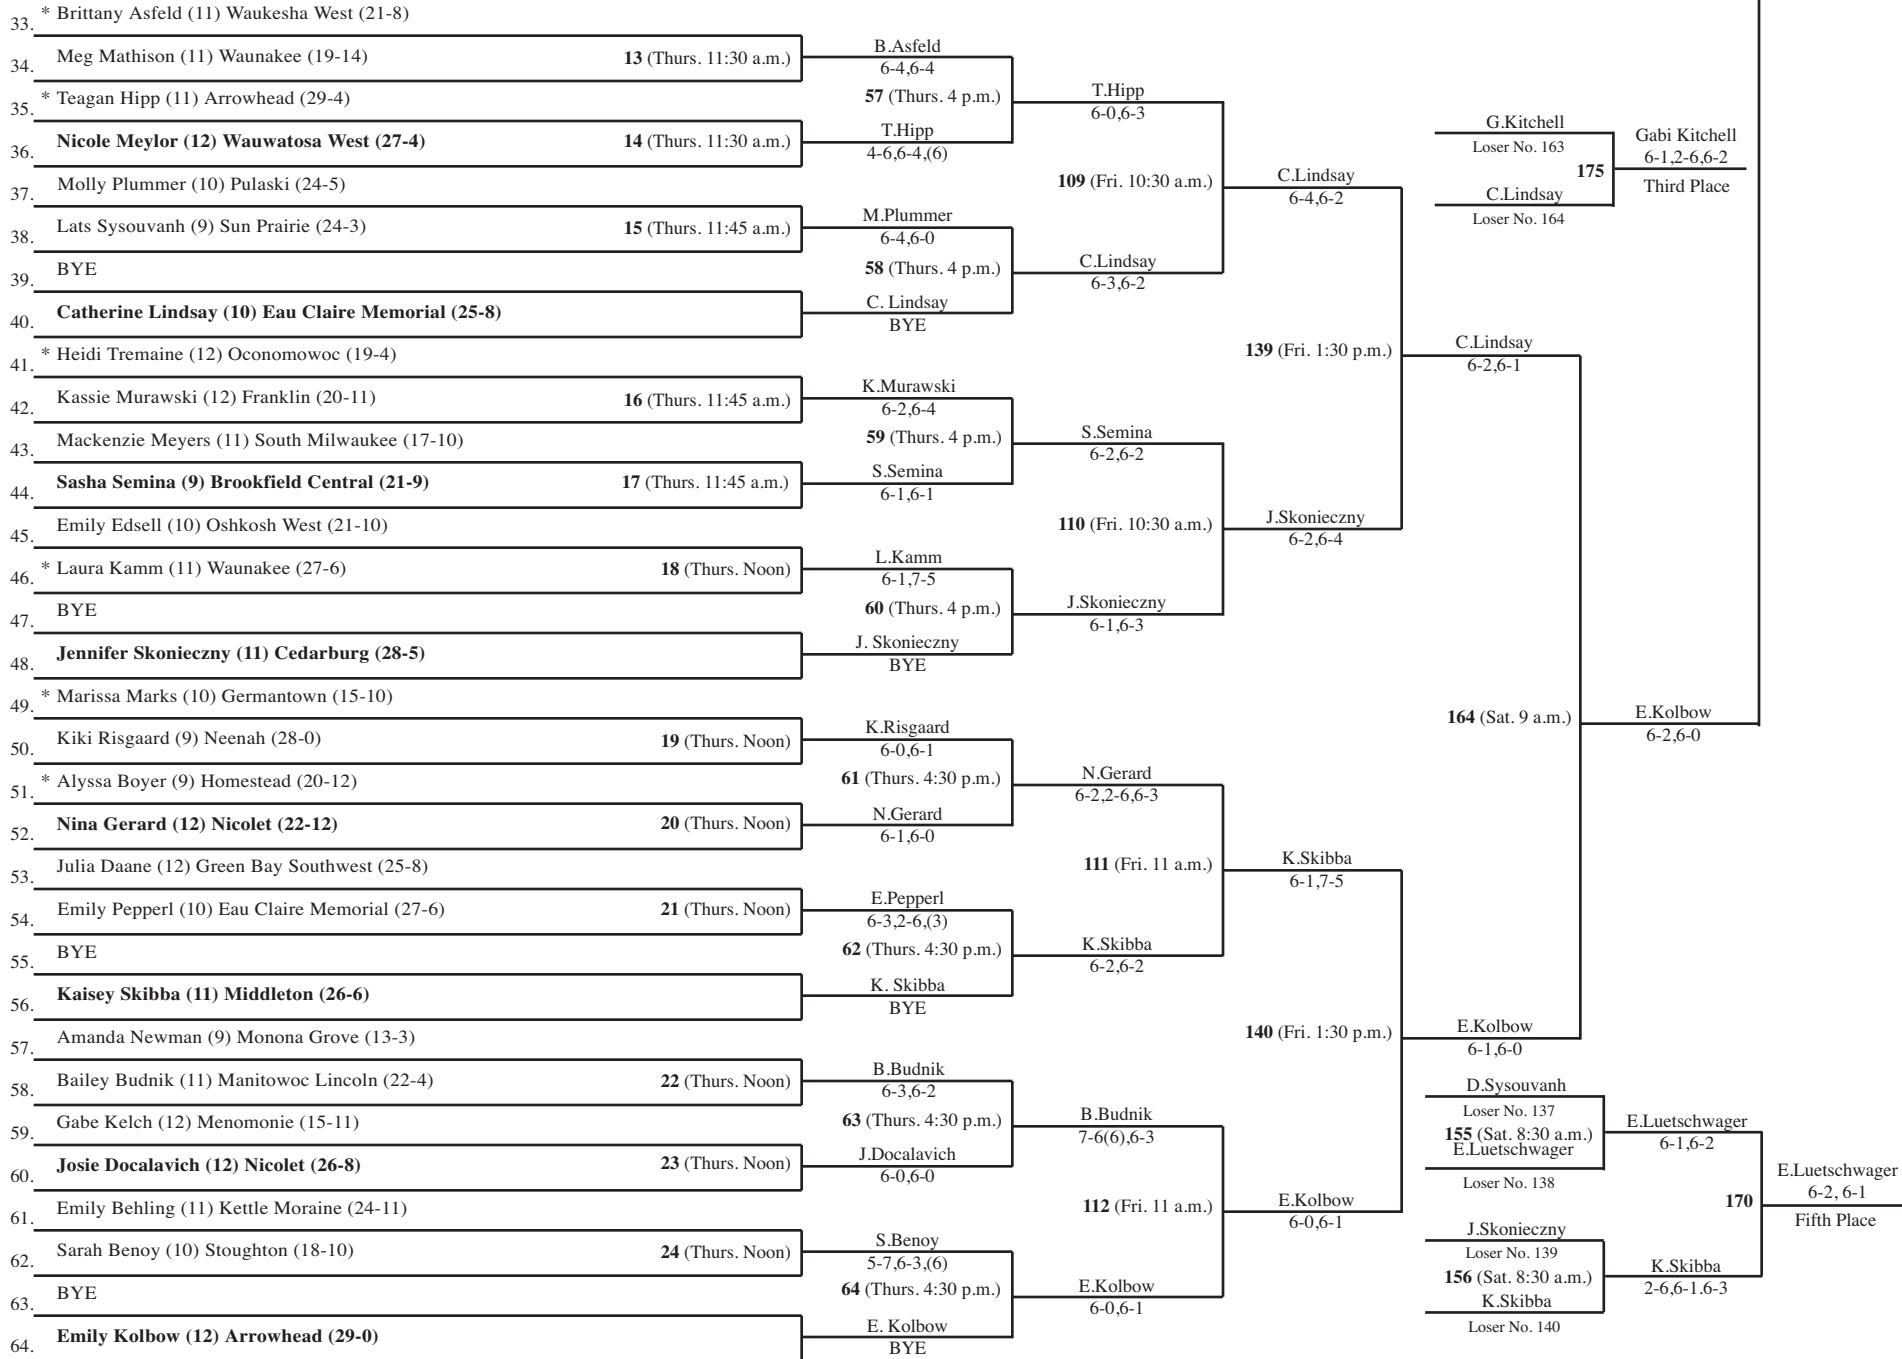 33. * Brittany Asfeld (11) Waukesha West (21-8)
34. Meg Mathison (11) Waunakee (19-14)
13 (Thurs. 11:30 a.m.)
35. * Teagan Hipp (11) Arrowhead (29-4)
36. Nicole Meylor (12) Wauwatosa West (27-4)
14 (Thurs. 11:30 a.m.)
37. Molly Plummer (10) Pulaski (24-5)
38. Lats Sysouvanh (9) Sun Prairie (24-3)
15 (Thurs. 11:45 a.m.)
39. BYE
40. Catherine Lindsay (10) Eau Claire Memorial (25-8)
41. * Heidi Tremaine (12) Oconomowoc (19-4)
42. Kassie Murawski (12) Franklin (20-11)
16 (Thurs. 11:45 a.m.)
43. Mackenzie Meyers (11) South Milwaukee (17-10)
44. Sasha Semina (9) Brookfield Central (21-9)
17 (Thurs. 11:45 a.m.)
45. Emily Edsell (10) Oshkosh West (21-10)
46. * Laura Kamm (11) Waunakee (27-6)
18 (Thurs. Noon)
47. BYE
48. Jennifer Skonieczny (11) Cedarburg (28-5)
49. * Marissa Marks (10) Germantown (15-10)
50. Kiki Risgaard (9) Neenah (28-0)
19 (Thurs. Noon)
51. * Alyssa Boyer (9) Homestead (20-12)
52. Nina Gerard (12) Nicolet (22-12)
20 (Thurs. Noon)
53. Julia Daane (12) Green Bay Southwest (25-8)
54. Emily Pepperl (10) Eau Claire Memorial (27-6)
21 (Thurs. Noon)
55. BYE
56. Kaisey Skibba (11) Middleton (26-6)
57. Amanda Newman (9) Monona Grove (13-3)
58. Bailey Budnik (11) Manitowoc Lincoln (22-4)
22 (Thurs. Noon)
59. Gabe Kelch (12) Menomonie (15-11)
60. Josie Docalavich (12) Nicolet (26-8)
23 (Thurs. Noon)
61. Emily Behling (11) Kettle Moraine (24-11)
62. Sarah Benoy (10) Stoughton (18-10)
24 (Thurs. Noon)
63. BYE
64. Emily Kolbow (12) Arrowhead (29-0)
B.Asfeld
6-4,6-4
57 (Thurs. 4 p.m.)
T.Hipp
4-6,6-4,(6)
M.Plummer
6-4,6-0
58 (Thurs. 4 p.m.)
C. Lindsay
BYE
K.Murawski
6-2,6-4
59 (Thurs. 4 p.m.)
S.Semina
6-1,6-1
L.Kamm
6-1,7-5
60 (Thurs. 4 p.m.)
J. Skonieczny
BYE
K.Risgaard
6-0,6-1
61 (Thurs. 4:30 p.m.)
N.Gerard
6-1,6-0
E.Pepperl
6-3,2-6,(3)
62 (Thurs. 4:30 p.m.)
K. Skibba
BYE
B.Budnik
6-3,6-2
63 (Thurs. 4:30 p.m.)
J.Docalavich
6-0,6-0
S.Benoy
5-7,6-3,(6)
64 (Thurs. 4:30 p.m.)
E. Kolbow
BYE
T.Hipp
6-0,6-3
109 (Fri. 10:30 a.m.)
C.Lindsay
6-3,6-2
S.Semina
6-2,6-2
110 (Fri. 10:30 a.m.)
J.Skonieczny
6-1,6-3
N.Gerard
6-2,2-6,6-3
111 (Fri. 11 a.m.)
K.Skibba
6-2,6-2
B.Budnik
7-6(6),6-3
112 (Fri. 11 a.m.)
E.Kolbow
6-0,6-1
C.Lindsay
6-4,6-2
139 (Fri. 1:30 p.m.)
J.Skonieczny
6-2,6-4
K.Skibba
6-1,7-5
140 (Fri. 1:30 p.m.)
E.Kolbow
6-0,6-1
C.Lindsay
6-2,6-1
164 (Sat. 9 a.m.)
E.Kolbow
6-1,6-0
E.Kolbow
6-2,6-0
G.Kitchell
Loser No. 163
175
C.Lindsay
Loser No. 164
Gabi Kitchell
6-1,2-6,6-2
Third Place
D.Sysouvanh
Loser No. 137
155 (Sat. 8:30 a.m.)
E.Luetschwager
Loser No. 138
J.Skonieczny
Loser No. 139
156 (Sat. 8:30 a.m.)
K.Skibba
Loser No. 140
E.Luetschwager
6-1,6-2
170
K.Skibba
2-6,6-1.6-3
E.Luetschwager
6-2, 6-1
Fifth Place